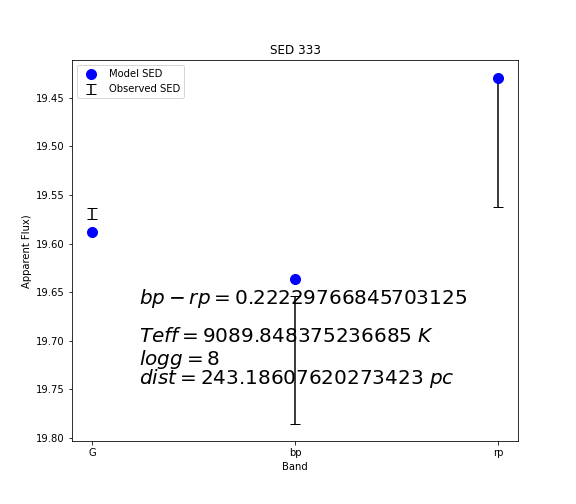 SED 333
Model SED
Observed SED
19.45
19.50
19.55
19.60
19.65
19.70
19.75
19.80
Apparent Flux)
bp − rp = 0.22229766845703125
Teff = 9089.848375236685 K
logg = 8
dist = 243.18607620273423 pc
G
bp
rp
Band